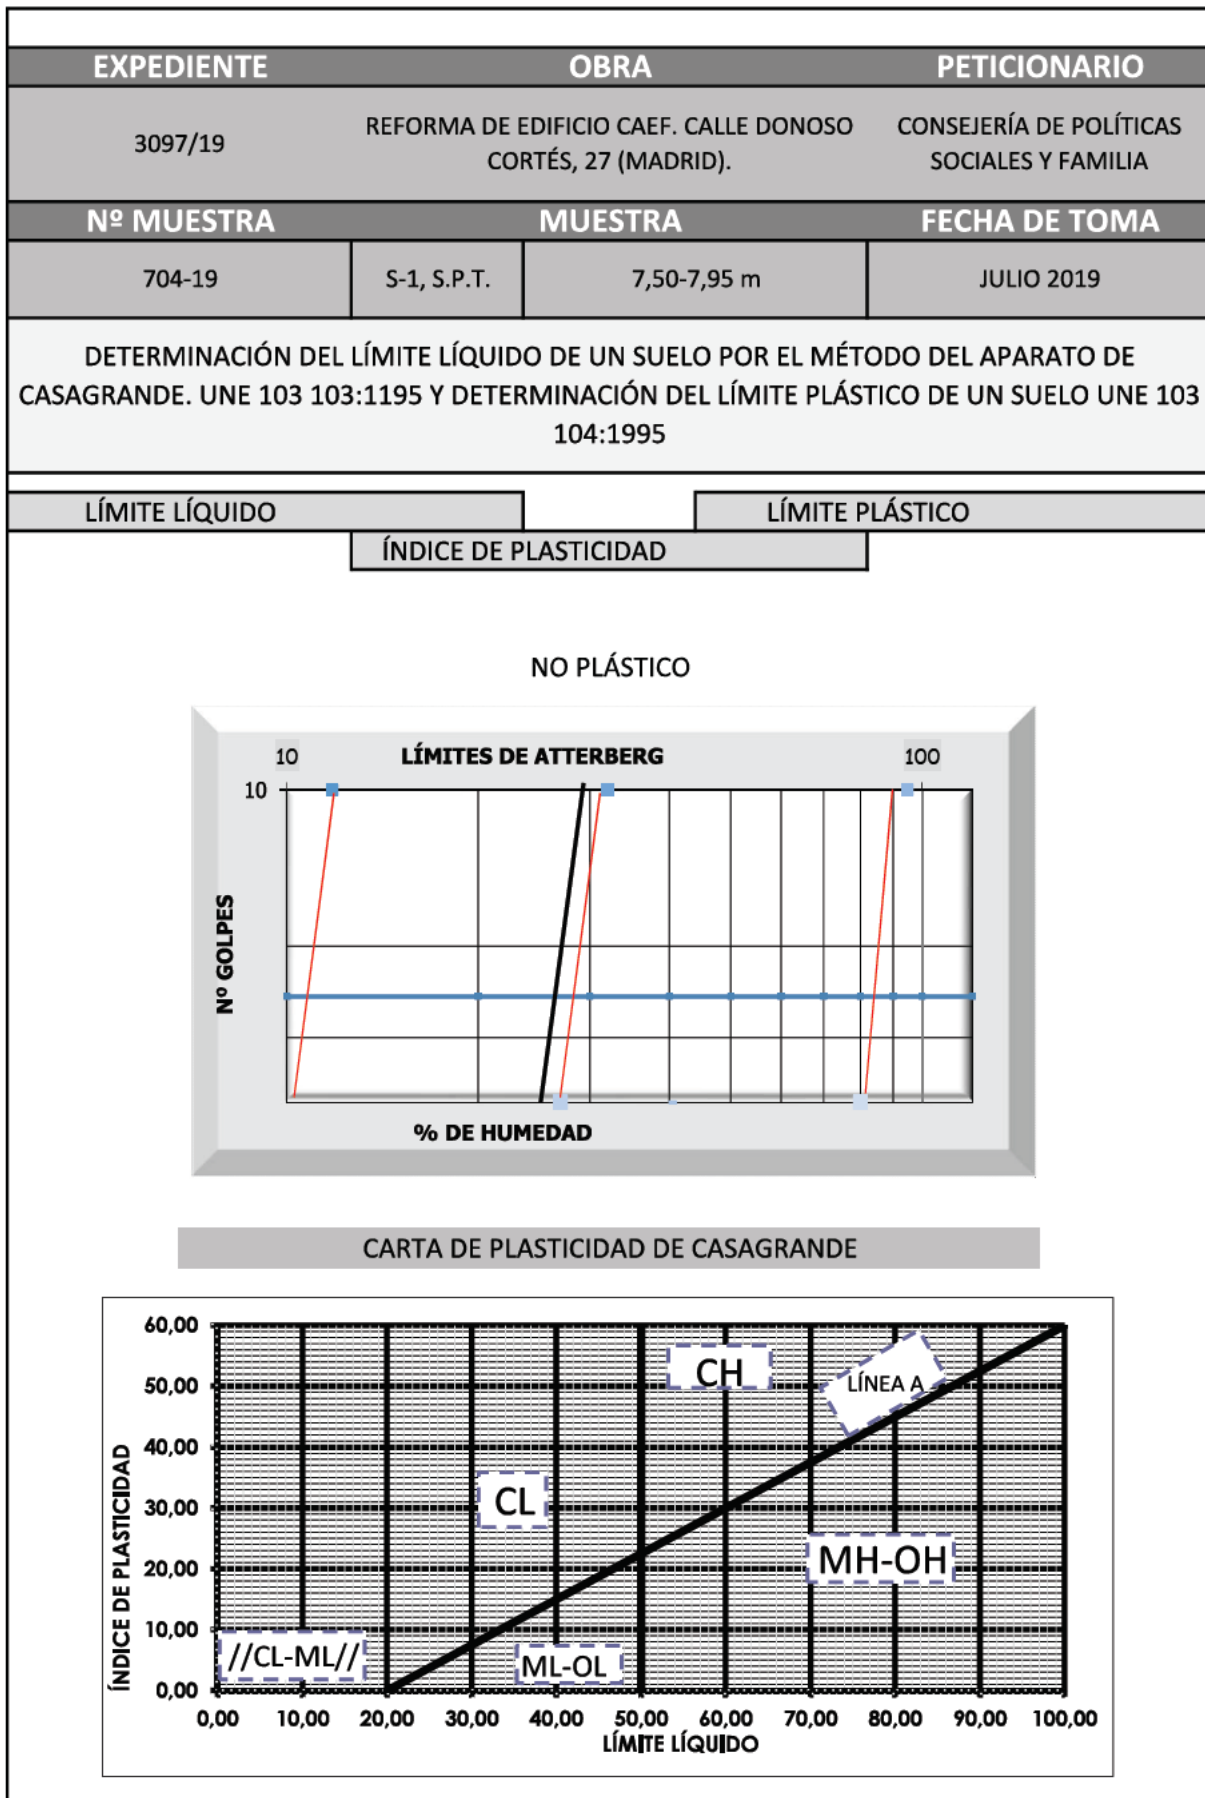 EXPEDIENTE OBRA PETICIONARIO
3097/19
REFORMA DE EDIFICIO CAEF. CALLE DONOSO
CORTÉS, 27 (MADRID).
CONSEJERÍA DE POLÍTICAS
SOCIALES Y FAMILIA
Nº MUESTRA MUESTRA FECHA DE TOMA
704-19 S-1, S.P.T. 7,50-7,95 m JULIO 2019
DETERMINACIÓN DEL LÍMITE LÍQUIDO DE UN SUELO POR EL MÉTODO DEL APARATO DE
CASAGRANDE. UNE 103 103:1195 Y DETERMINACIÓN DEL LÍMITE PLÁSTICO DE UN SUELO UNE 103
104:1995
LÍMITE LÍQUIDO LÍMITE PLÁSTICO
ÍNDICE DE PLASTICIDAD
NO PLÁSTICO
10 LÍMITES DE ATTERBERG 100
10
Nº GOLPES
% DE HUMEDAD
CARTA DE PLASTICIDAD DE CASAGRANDE
60,00
50,00
40,00
30,00
20,00
10,00
0,00
ÍNDICE DE PLASTICIDAD
CH
LÍNEA A
CL
MH-OH
//CL-ML//
ML-OL
0,00 10,00 20,00 30,00 40,00 50,00 60,00 70,00 80,00 90,00 100,00
LÍMITE LÍQUIDO